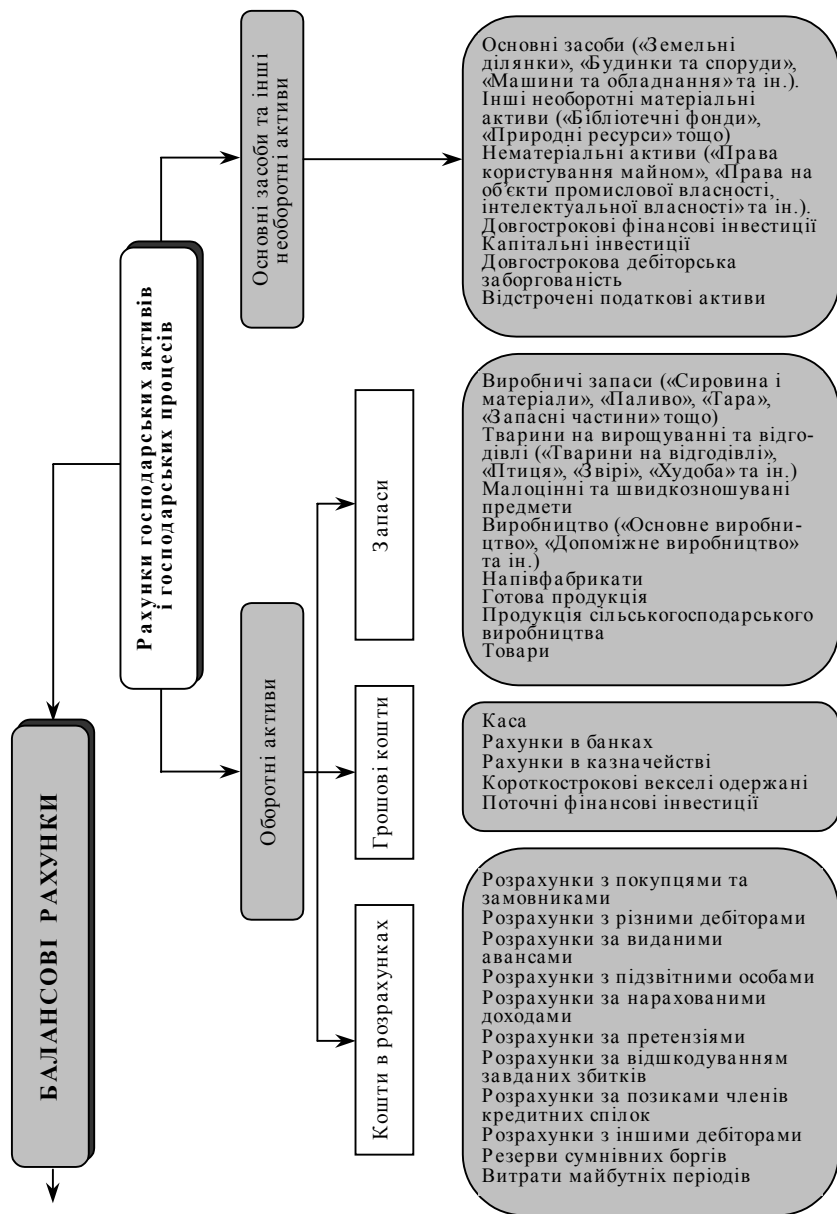 БАЛАНСОВІ РАХУНКИ
Рахунки господарських активів
і господарських процесів
Основні засоби та інші
необоротні активи
Основні засоби («Земельні
ділянки», «Будинки та споруди»,
«Машини та обладнання» та ін.).
Інші необоротні матеріальні
активи («Бібліотечні фонди»,
«Природні ресурси» тощо)
Нематеріальні активи («Права
користування майном», «Права на
об'єкти промислової власності,
інтелектуальної власності» та ін.).
Довгострокові фінансові інвестиції
Капітальні інвестиції
Довгострокова дебіторська
заборгованість
Відстрочені податкові активи
Оборотні активи
Запаси
Виробничі запаси («Сировина і
матеріали», «Паливо», «Тара»,
«Запасні частини» тощо)
Тварини на вирощуванні та відго-
дівлі («Тварини на відгодівлі»,
«Птиця», «Звірі», «Худоба» та ін.)
Малоцінні та швидкозношувані
предмети
Виробництво («Основне виробни-
цтво», «Допоміжне виробництво»
та ін.)
Напівфабрикати
Готова продукція
Продукція сільськогосподарського
виробництва
Товари
Грошові кошти
Каса
Рахунки в банках
Рахунки в казначействі
Короткострокові векселі одержані
Поточні фінансові інвестиції
Кошти в розрахунках
Розрахунки з покупцями та
замовниками
Розрахунки з різними дебіторами
Розрахунки за виданими
авансами
Розрахунки з підзвітними особами
Розрахунки за нарахованими
доходами
Розрахунки за претензіями
Розрахунки за відшкодуванням
завданих збитків
Розрахунки за позиками членів
кредитних спілок
Розрахунки з іншими дебіторами
Резерви сумнівних боргів
Витрати майбутніх періодів